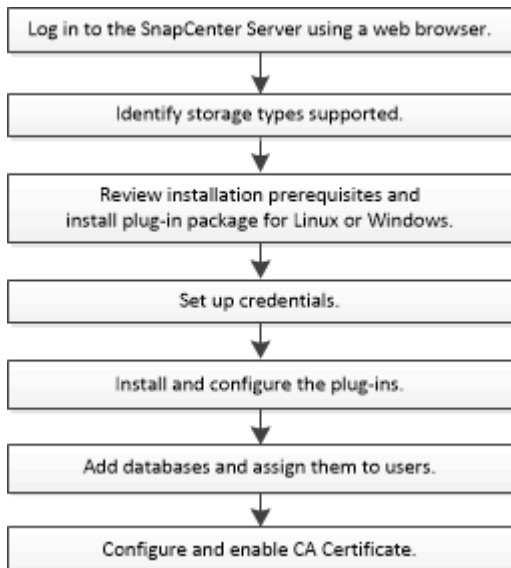 Log in to the SnapCenter Server using a web browser.
Identify storage types supported.
Review installation prerequisites and
install plug-in package for Linux or Windows.
Set up credentials.
Install and configure the plug-ins.
Add databases and assign them to users.
Configure and enable CA Certificate.